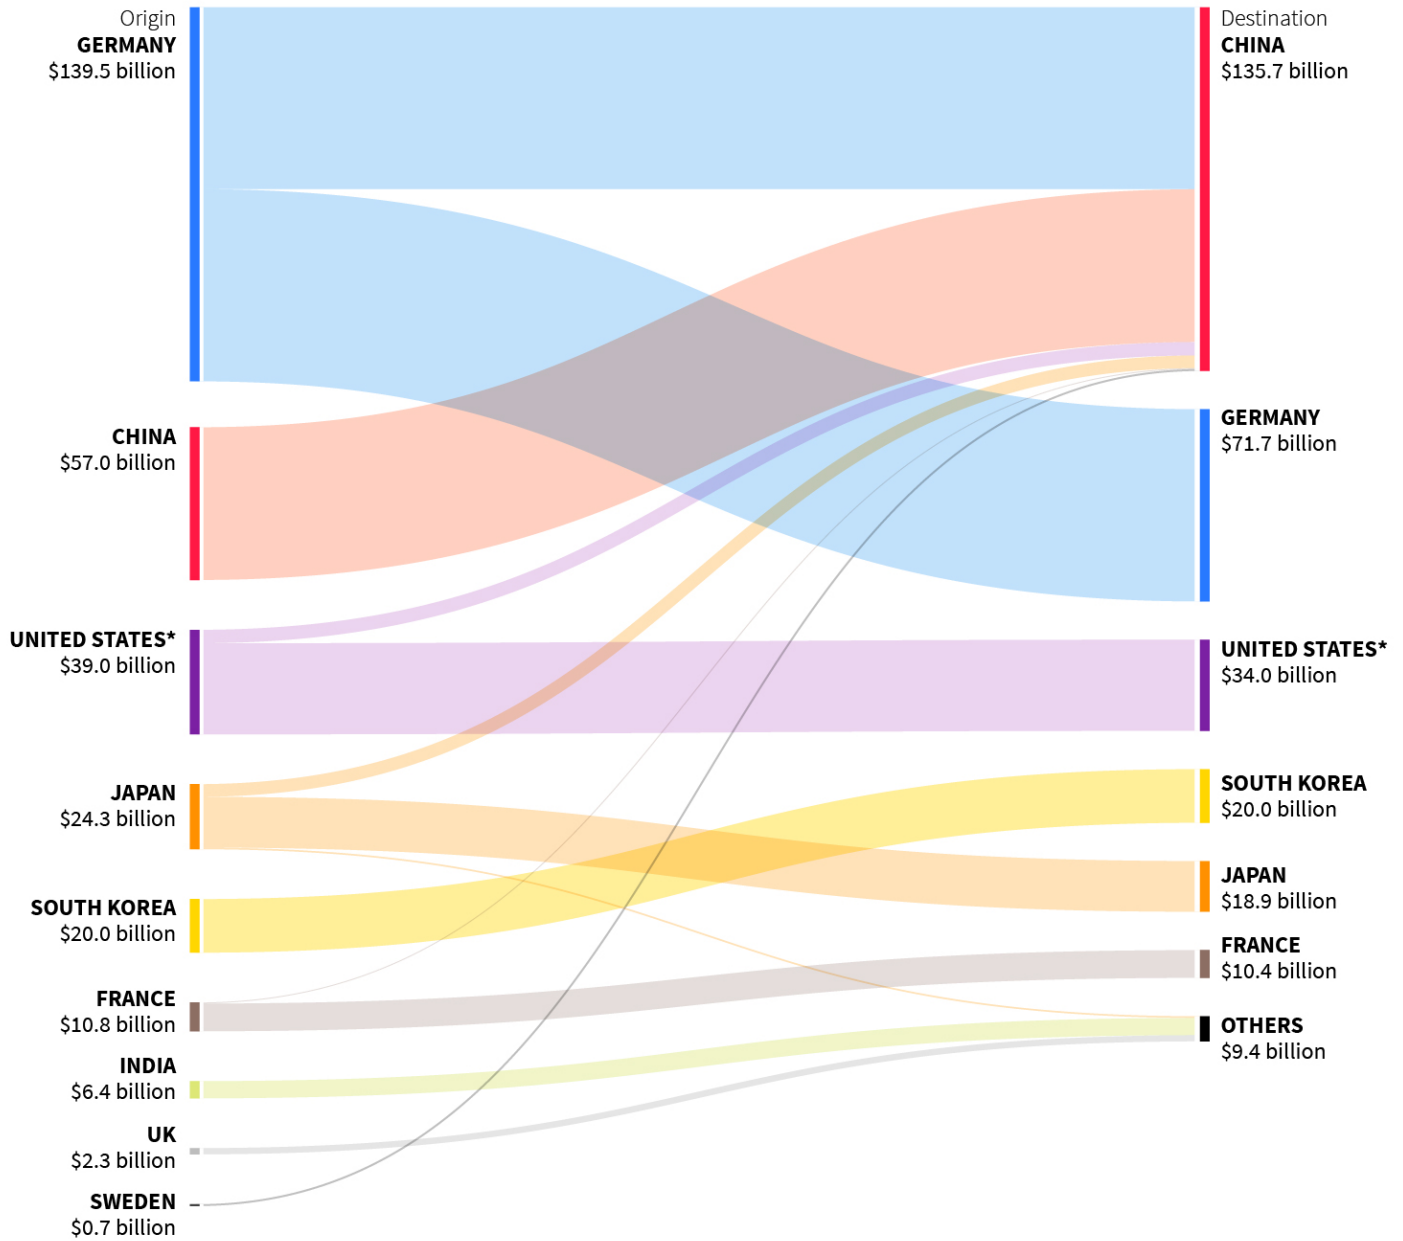 Origin
GERMANY
$139.5 billion
CHINA
$57.0 billion
UNITED STATES*
$39.0 billion
JAPAN
$24.3 billion
SOUTH KOREA
$20.0 billion
FRANCE
$10.8 billion
INDIA
$6.4 billion
UK
$2.3 billion
SWEDEN
$0.7 billion
Destination
CHINA
$135.7 billion
GERMANY
$71.7 billion
UNITED STATES*
$34.0 billion
SOUTH KOREA
$20.0 billion
JAPAN
$18.9 billion
FRANCE
$10.4 billion
OTHERS
$9.4 billion